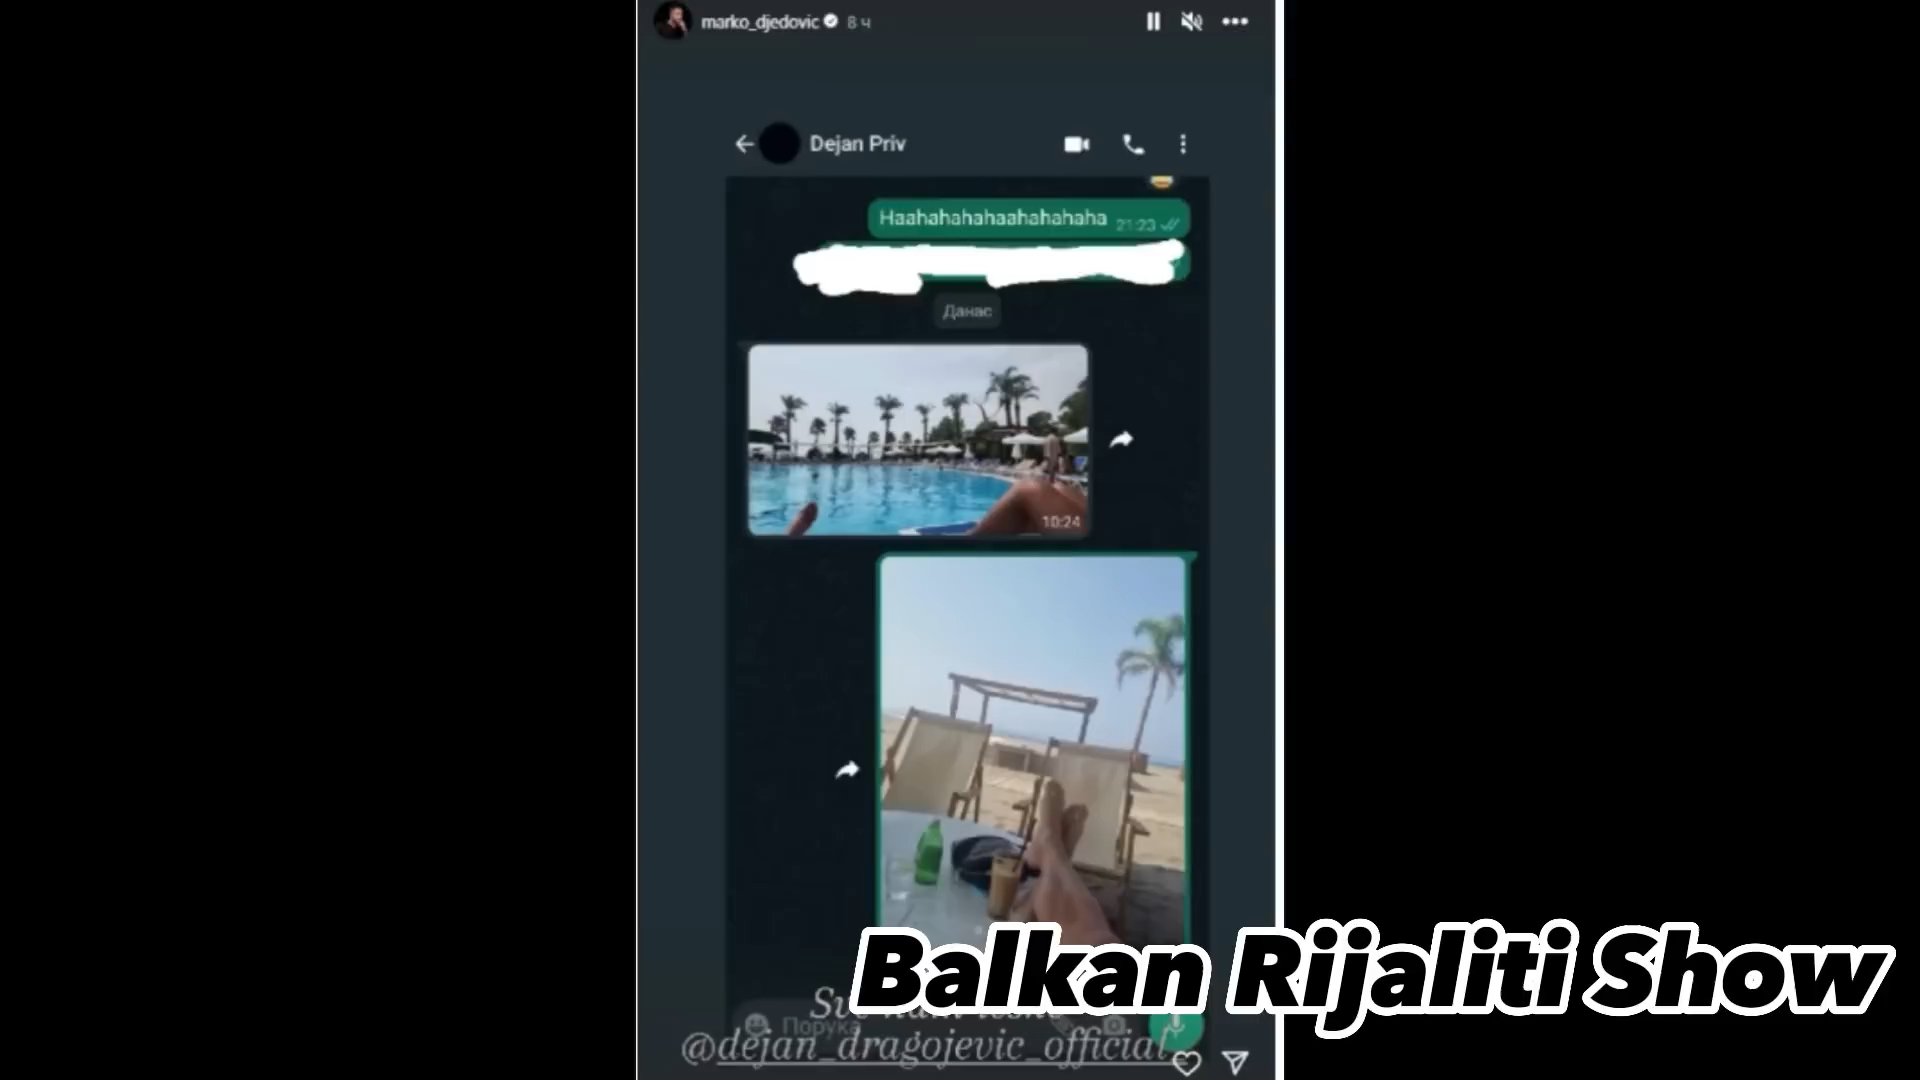 marko_djedovic 8 ч
Dejan Priv
Haahahahahaahahahaha 21:23
Данас
10:24
Balkan Rijaliti Show
Порука
@dejan_dragojevic_official